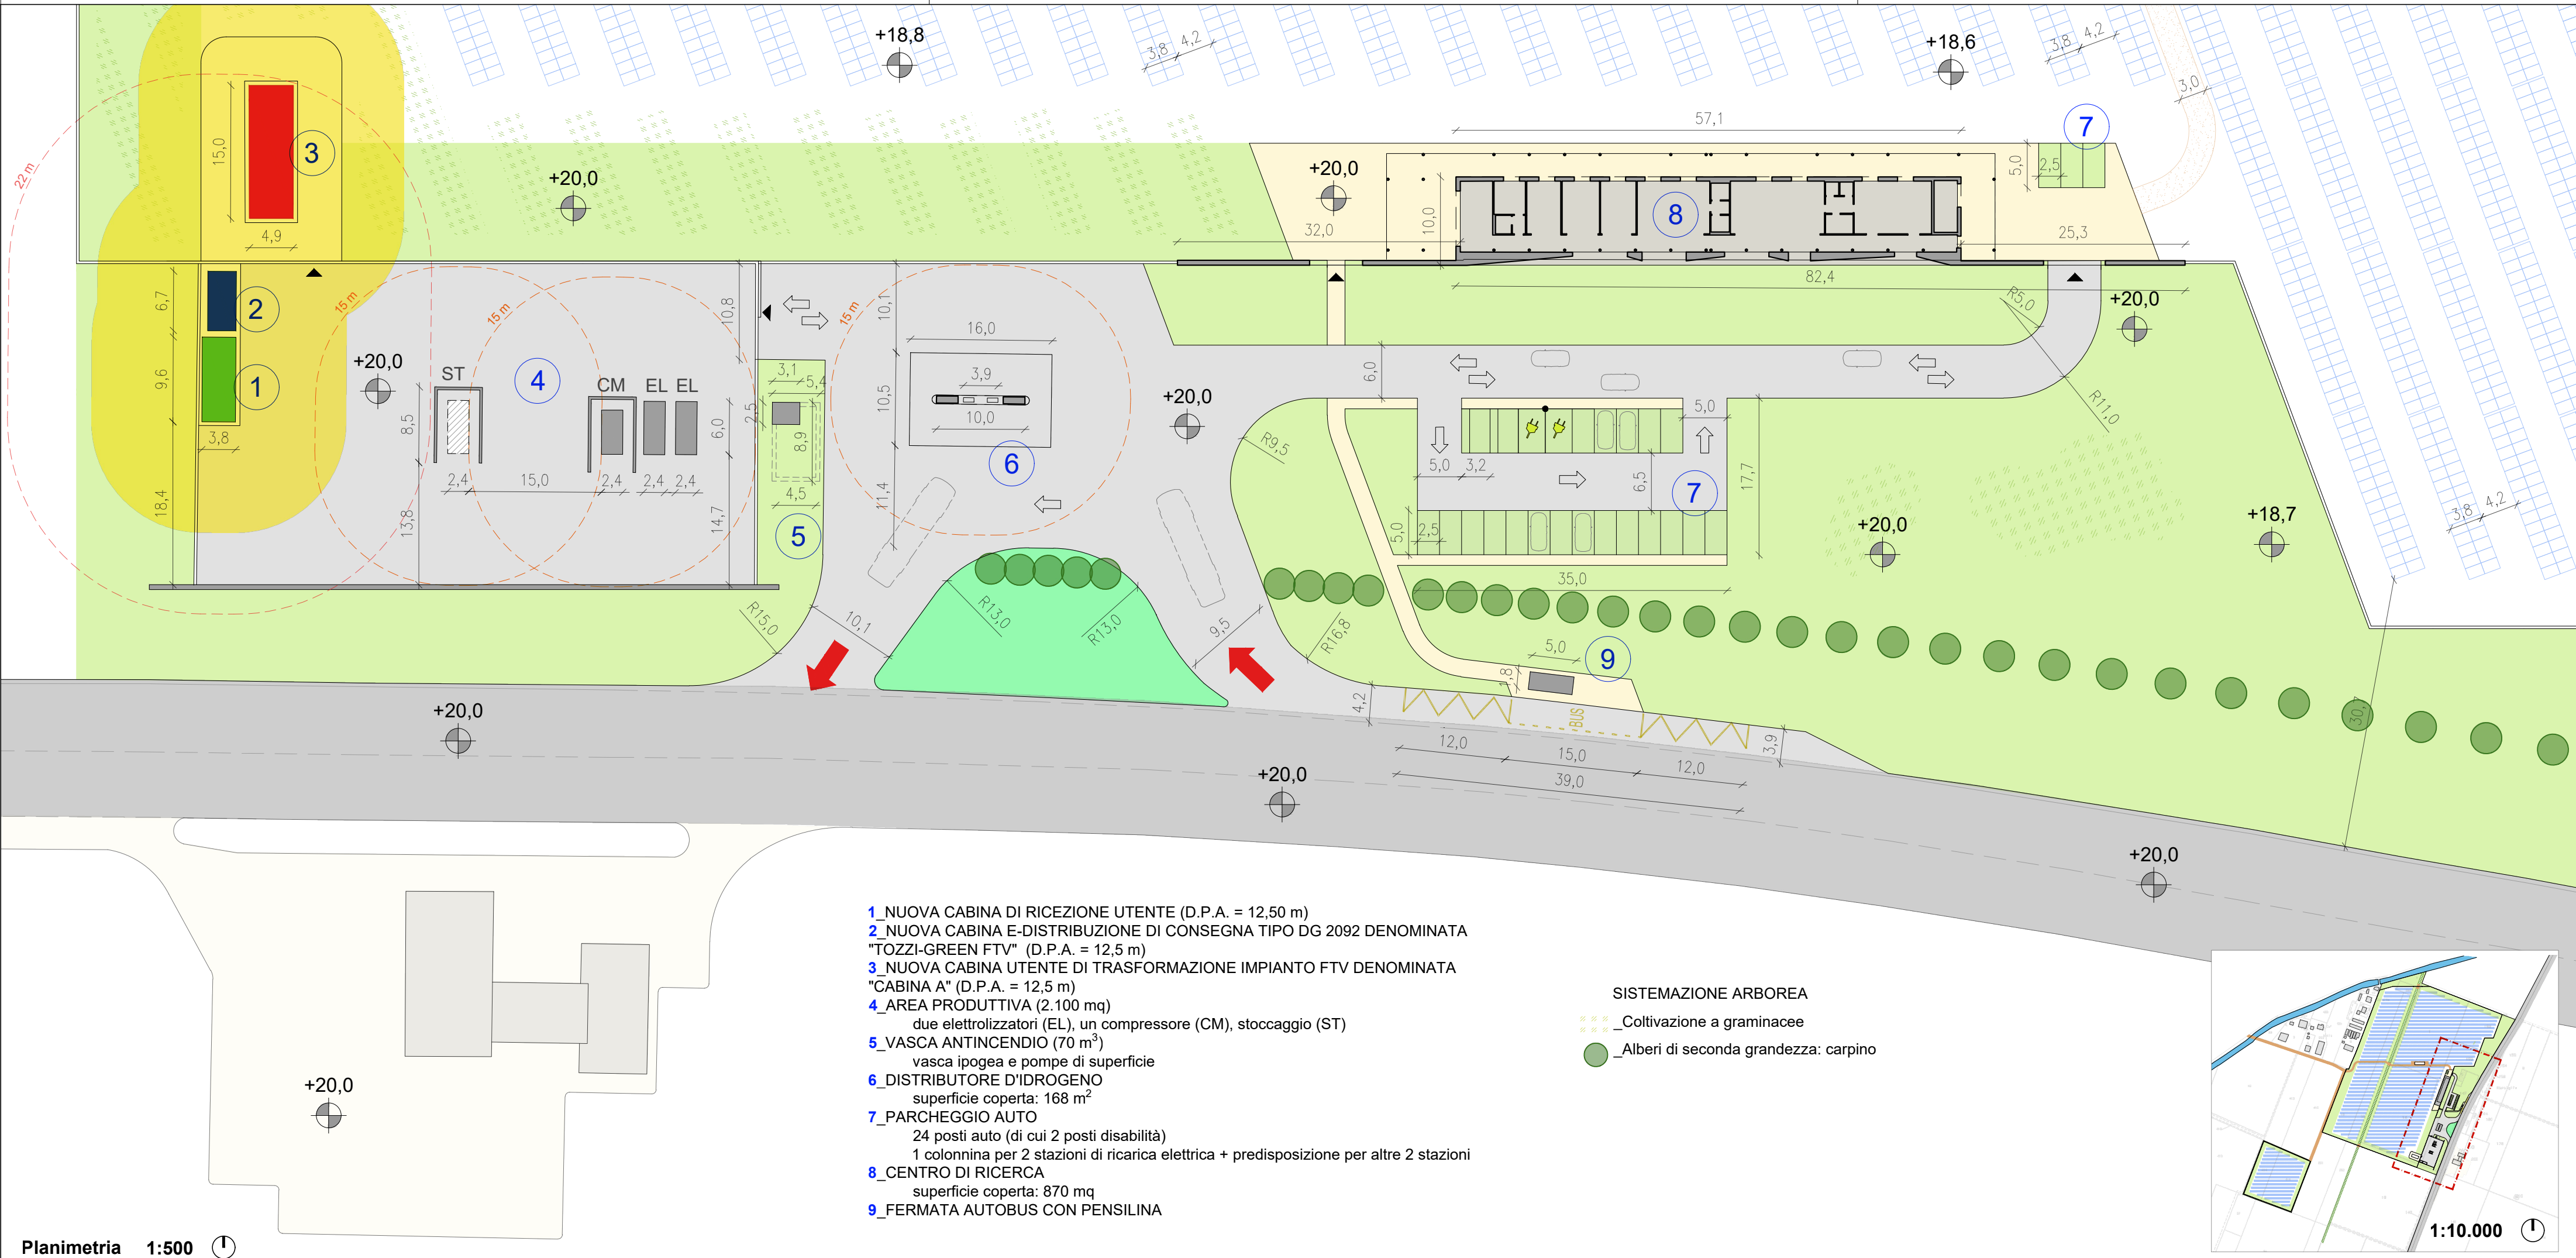 +18,8
3,8
4,2
+18,6
3,8
4,2
3,0
22 m
15,0
3
4,9
+20,0
57,1
+20,0
32,0
10,0
8
7
5,0
2,5
25,3
82,4
+20,0
6,7
2
9,6
1
3,8
18,4
15 m
15 m
+20,0
ST
4
CM
EL
EL
8,5
6,0
2,4
15,0
2,4
2,4
2,4
13,8
14,7
10,8
3,1
5,4
2,5
8,9
4,5
5
15 m
10,1
16,0
3,9
10,5
10,0
6
11,4
+20,0
R9,5
6,0
R5,0
R11,0
5,0
5,0
3,2
6,5
7
17,7
5,0
2,5
35,0
+20,0
+18,7
3,8
4,2
R15,0
10,1
R13,0
R13,0
9,5
R16,8
5,0
1,8
9
4,2
BUS
12,0
15,0
12,0
39,0
3,9
30,7
+20,0
+20,0
+20,0
+20,0
1_NUOVA CABINA DI RICEZIONE UTENTE (D.P.A. = 12,50 m)
2_NUOVA CABINA E-DISTRIBUZIONE DI CONSEGNA TIPO DG 2092 DENOMINATA
"TOZZI-GREEN FTV" (D.P.A. = 12,5 m)
3_NUOVA CABINA UTENTE DI TRASFORMAZIONE IMPIANTO FTV DENOMINATA
"CABINA A" (D.P.A. = 12,5 m)
4_AREA PRODUTTIVA (2.100 mq)
due elettrolizzatori (EL), un compressore (CM), stoccaggio (ST)
5_VASCA ANTINCENDIO (70 m³)
vasca ipogea e pompe di superficie
6_DISTRIBUTORE D'IDROGENO
superficie coperta: 168 m²
7_PARCHEGGIO AUTO
24 posti auto (di cui 2 posti disabilità)
1 colonnina per 2 stazioni di ricarica elettrica + predisposizione per altre 2 stazioni
8_CENTRO DI RICERCA
superficie coperta: 870 mq
9_FERMATA AUTOBUS CON PENSILINA
SISTEMAZIONE ARBOREA
_Coltivazione a graminacee
_Alberi di seconda grandezza: carpino
Planimetria 1:500
1:10.000